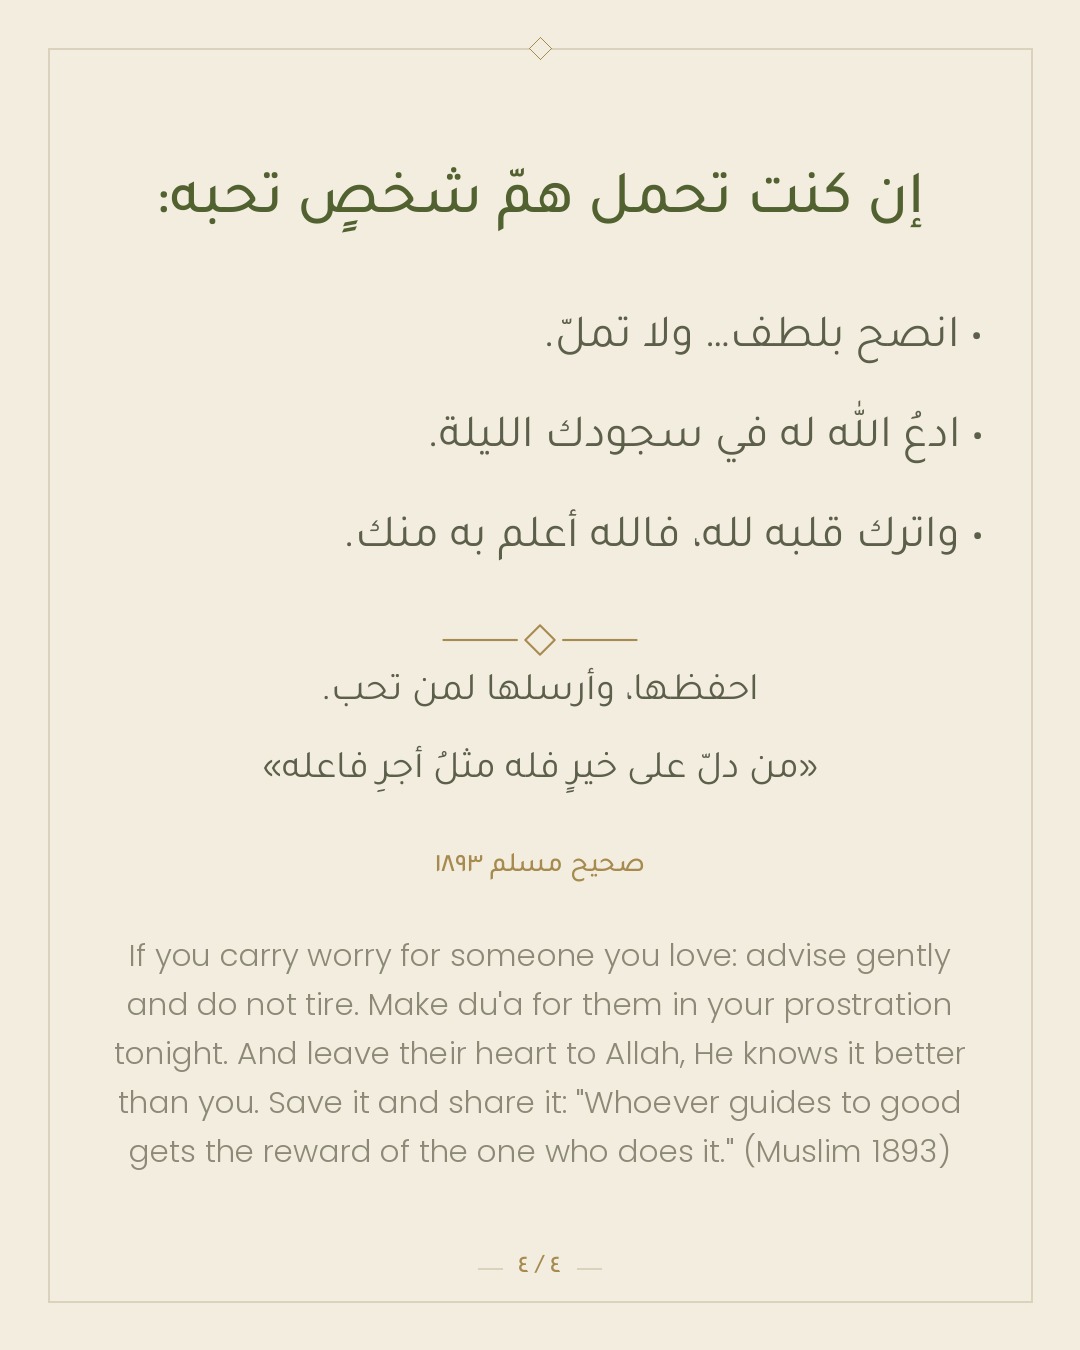 إن كنت تحمل همّ شخصٍ تحبه:
• انصح بلطف... ولا تملّ.
• ادعُ الله له في سجودك الليلة.
• واترك قلبه لله، فالله أعلم به منك.
احفظها، وأرسلها لمن تحب.
«من دلّ على خيرٍ فله مثلُ أجرِ فاعله»
صحيح مسلم ١٨٩٣
If you carry worry for someone you love: advise gently
and do not tire. Make du'a for them in your prostration
tonight. And leave their heart to Allah, He knows it better
than you. Save it and share it: "Whoever guides to good
gets the reward of the one who does it." (Muslim 1893)
٤ / ٤